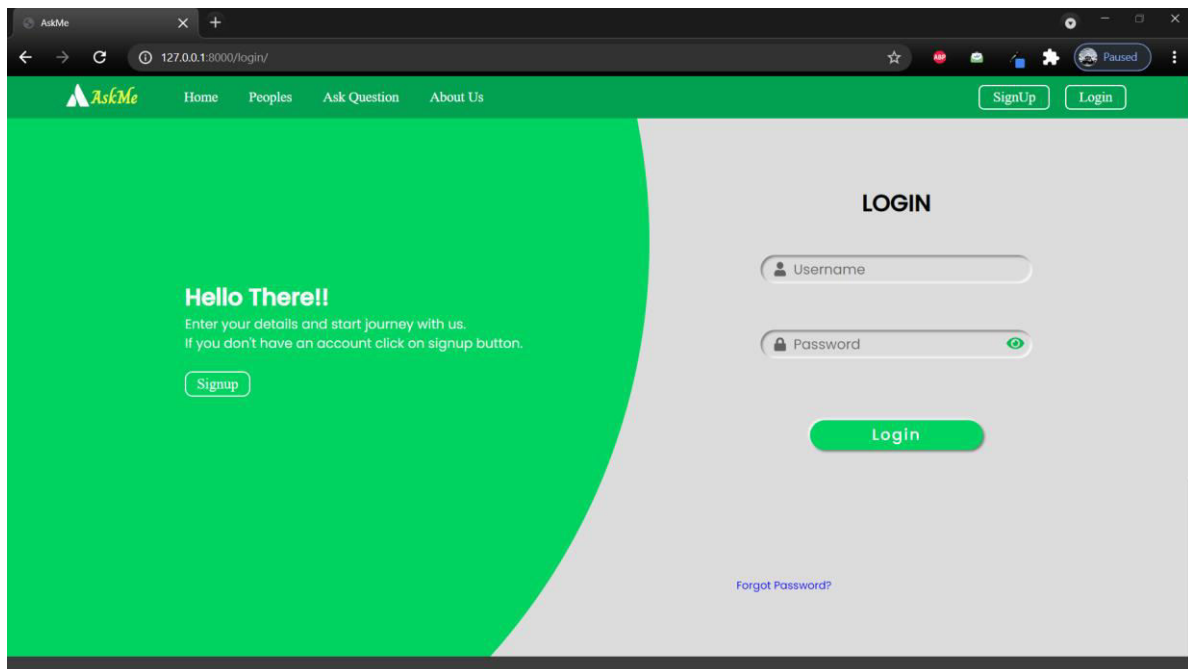 AskMe
127.0.0.1:8000/login/
ABP
Paused
AskMe Home Peoples Ask Question About Us SignUp Login
LOGIN
Username
Hello There!!
Enter your details and start journey with us.
If you don't have an account click on signup button.
Password
Signup
Login
Forgot Password?